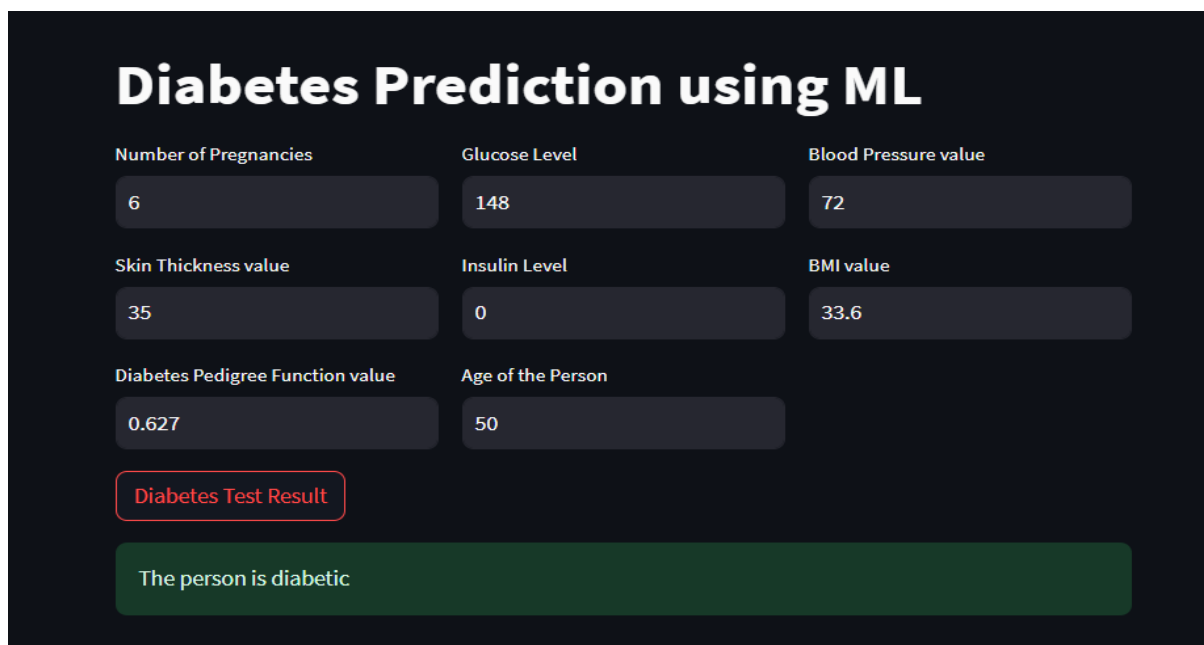 Diabetes Prediction using ML
Number of Pregnancies
Glucose Level
Blood Pressure value
6
148
72
Skin Thickness value
Insulin Level
BMI value
35
0
33.6
Diabetes Pedigree Function value
Age of the Person
0.627
50
Diabetes Test Result
The person is diabetic